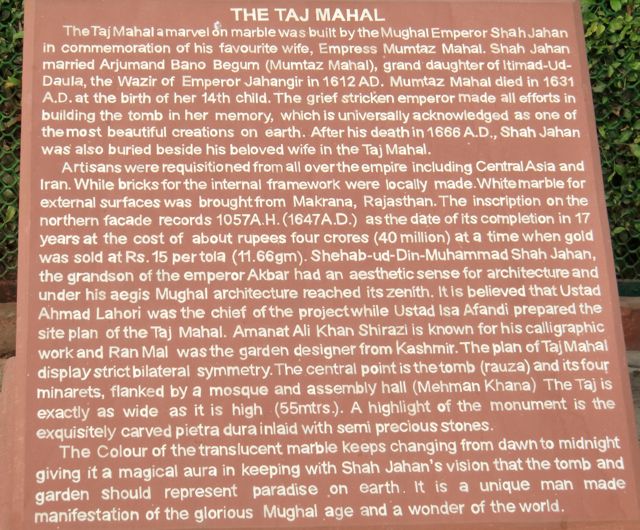 THE TAJ MAHAL
The Taj Mahal a marvel on marble was built by the Mughal Emperor Shah Jahan
in commemoration of his favourite wife, Empress Mumtaz Mahal. Shah Jahan
married Arjumand Bano Begum (Mumtaz Mahal), grand daughter of Itimad-Ud-
Daula, the Wazir of Emperor Jahangir in 1612 AD. Mumtaz Mahal died in 1631
A.D. at the birth of her 14th child. The grief stricken emperor made all efforts in
building the tomb in her memory, which is universally acknowledged as one of
the most beautiful creations on earth. After his death in 1666 A.D., Shah Jahan
was also buried beside his beloved wife in the Taj Mahal.
Artisans were requisitioned from all over the empire including Central Asia and
Iran. While bricks for the internal framework were locally made. White marble for
external surfaces was brought from Makrana, Rajasthan. The inscription on the
northern facade records 1057A.H. (1647A.D.) as the date of its completion in 17
years at the cost of about rupees four crores (40 million) at a time when gold
was sold at Rs. 15 per tola (11.66gm). Shehab-ud-Din-Muhammad Shah Jahan,
the grandson of the emperor Akbar had an aesthetic sense for architecture and
under his aegis Mughal architecture reached its zenith. It is believed that Ustad
Ahmad Lahori was the chief of the project while Ustad Isa Afandi prepared the
site plan of the Taj Mahal. Amanat Ali Khan Shirazi is known for his calligraphic
work and Ran Mal was the garden designer from Kashmir. The plan of Taj Mahal
display strict bilateral symmetry. The central point is the tomb (rauza) and its four
minarets, flanked by a mosque and assembly hall (Mehman Khana) The Taj is
exactly as wide as it is high (55mtrs.). A highlight of the monument is the
exquisitely carved pietra dura inlaid with semi precious stones.
The Colour of the translucent marble keeps changing from dawn to midnight
giving it a magical aura in keeping with Shah Jahan's vision that the tomb and
garden should represent paradise on earth. It is a unique man made
manifestation of the glorious Mughal age and a wonder of the world.